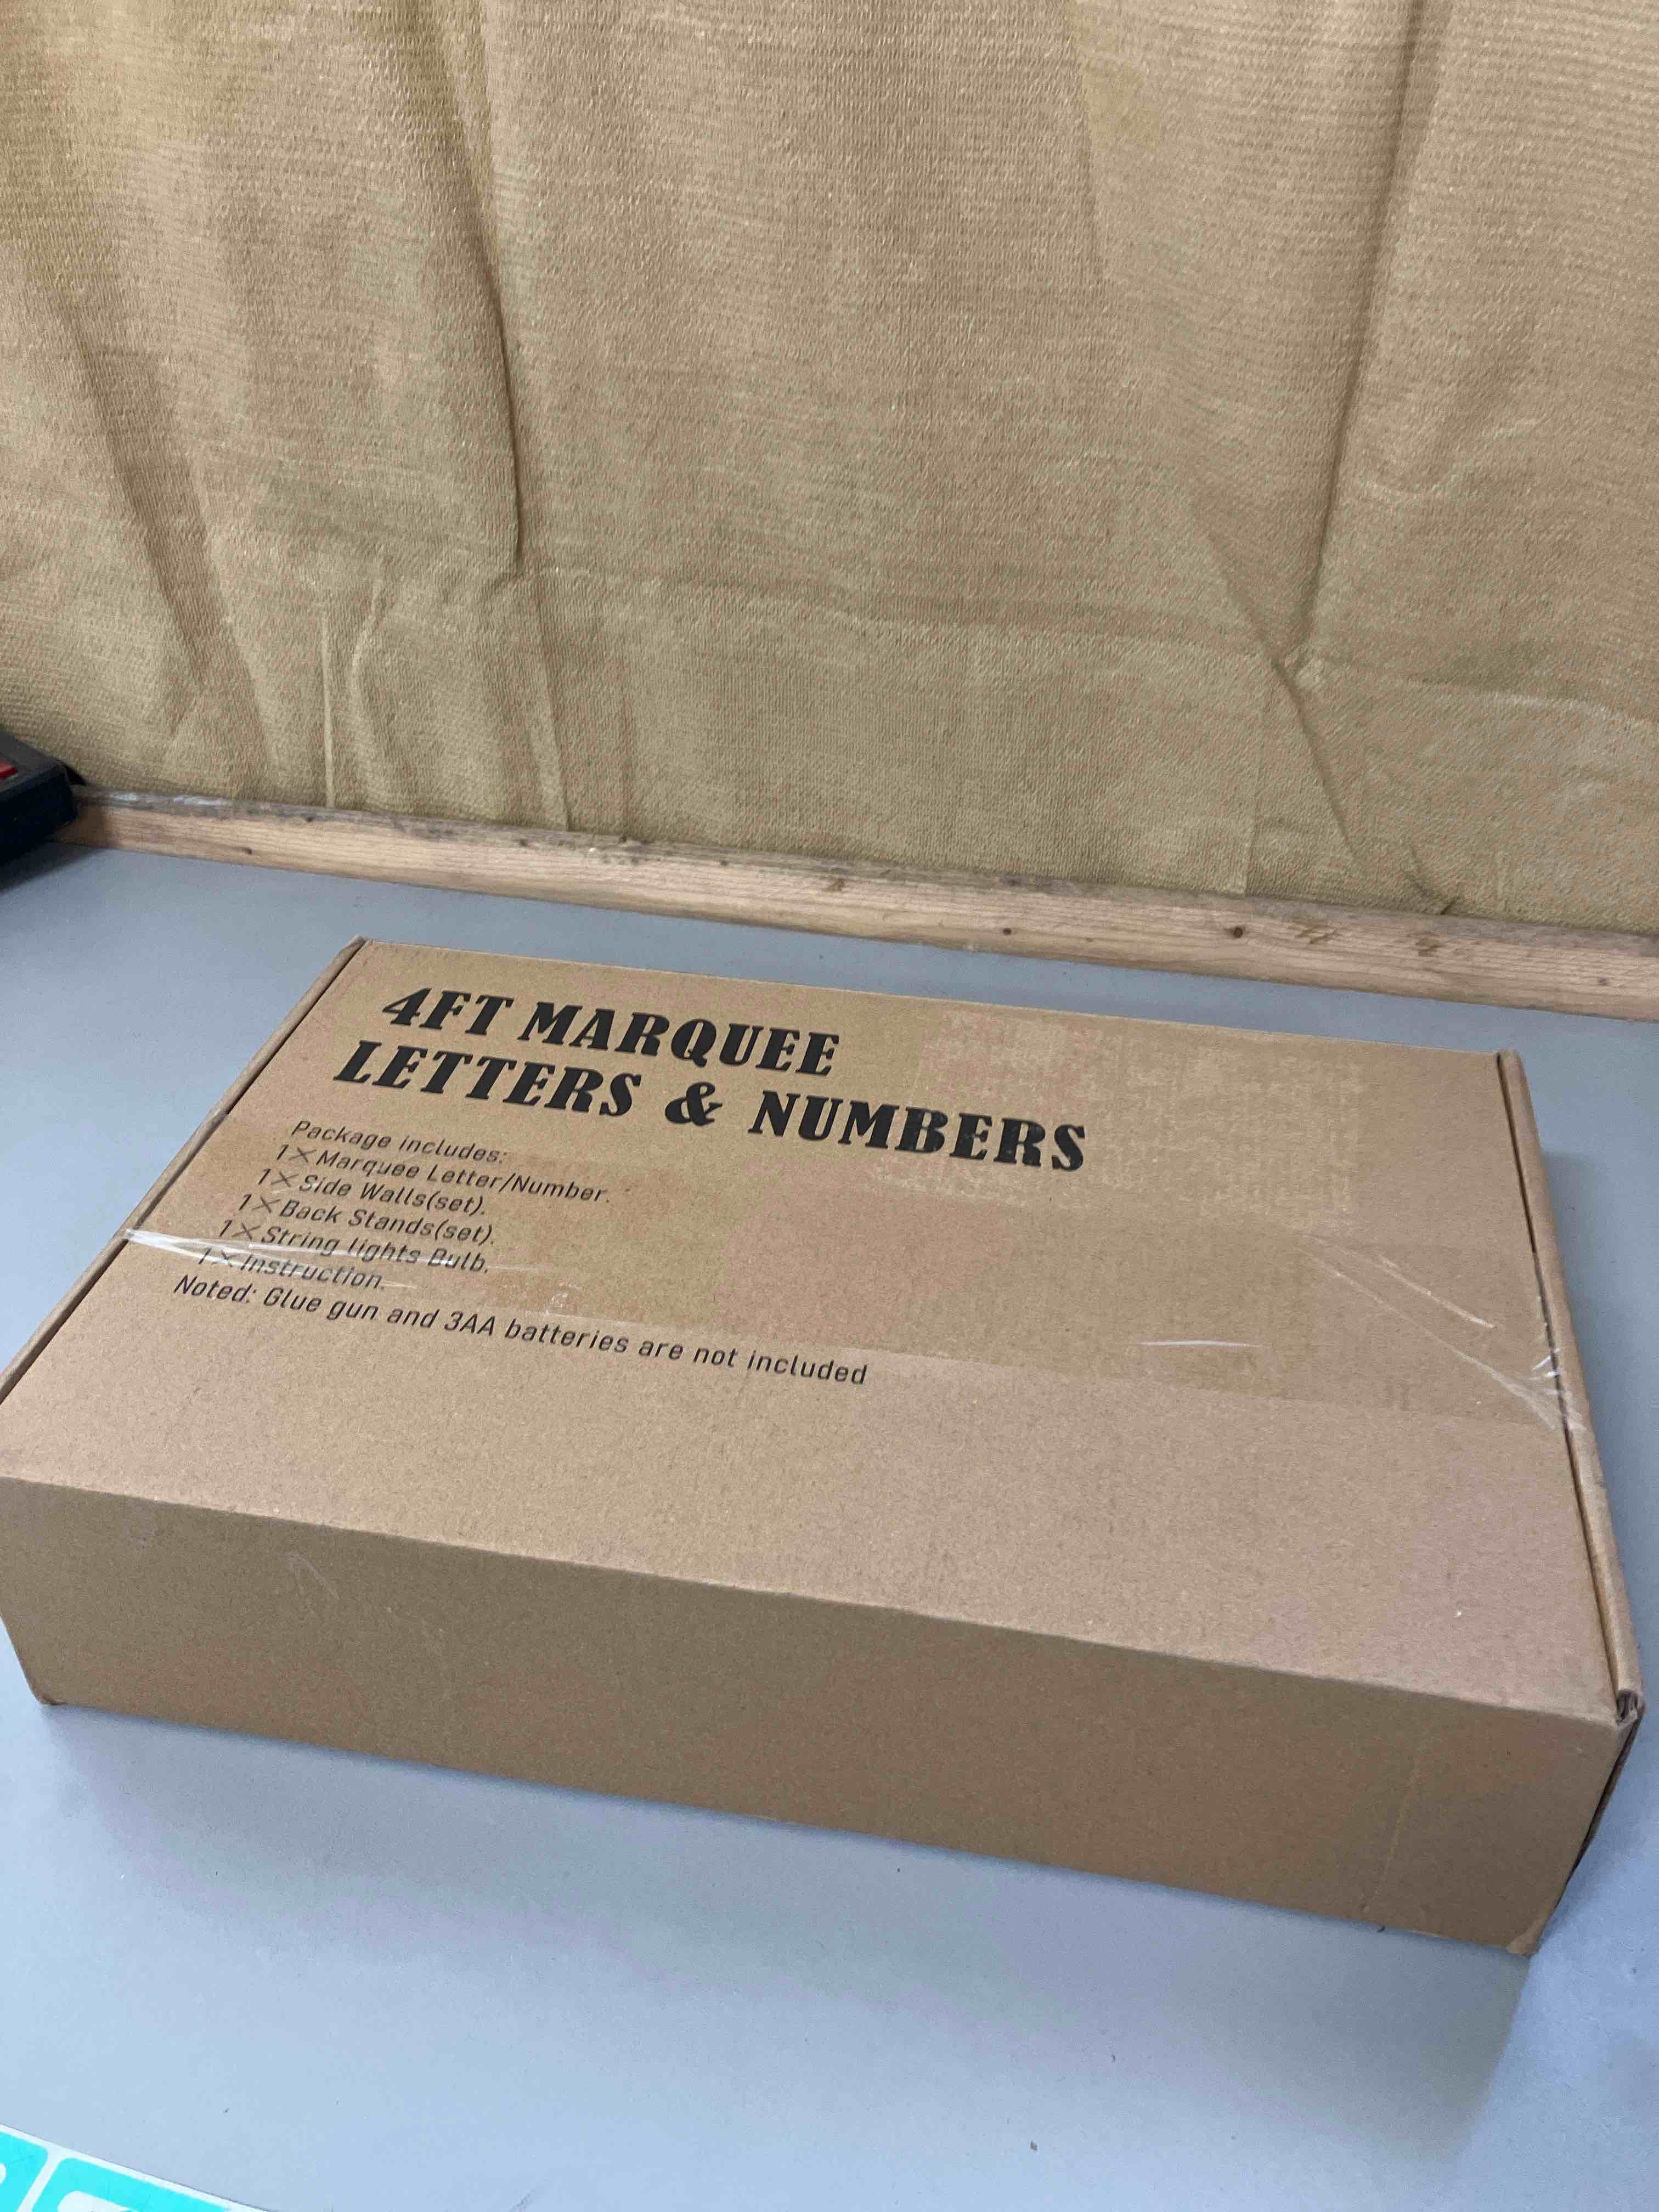 4FT MARQUEE
LETTERS & NUMBERS
Package includes:
1×Marquee Letter/Number.
1×Side Walls(set).
1×Back Stands(set).
1×String lights Bulb.
1×Instruction.
Noted: Glue gun and 3AA batteries are not included